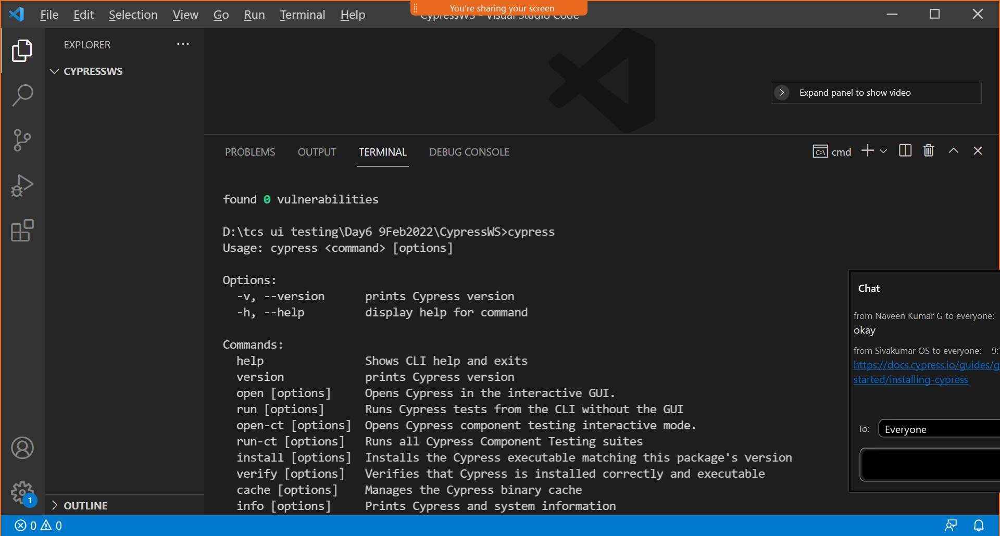 You're sharing your screen
File Edit Selection View Go Run Terminal Help CypressWS - Visual Studio Code
EXPLORER
CYPRESSWS
Expand panel to show video
PROBLEMS OUTPUT TERMINAL DEBUG CONSOLE cmd
found 0 vulnerabilities
D:\tcs ui testing\Day6 9Feb2022\CypressWS>cypress
Usage: cypress <command> [options]
Options:
-v, --version prints Cypress version
-h, --help display help for command
Commands:
help Shows CLI help and exits
version prints Cypress version
open [options] Opens Cypress in the interactive GUI.
run [options] Runs Cypress tests from the CLI without the GUI
open-ct [options] Opens Cypress component testing interactive mode.
run-ct [options] Runs all Cypress Component Testing suites
install [options] Installs the Cypress executable matching this package's version
verify [options] Verifies that Cypress is installed correctly and executable
cache [options] Manages the Cypress binary cache
info [options] Prints Cypress and system information
Chat
from Naveen Kumar G to everyone:
okay
from Sivakumar OS to everyone: 9:
https://docs.cypress.io/guides/g
started/installing-cypress
To: Everyone
1
OUTLINE
0 0